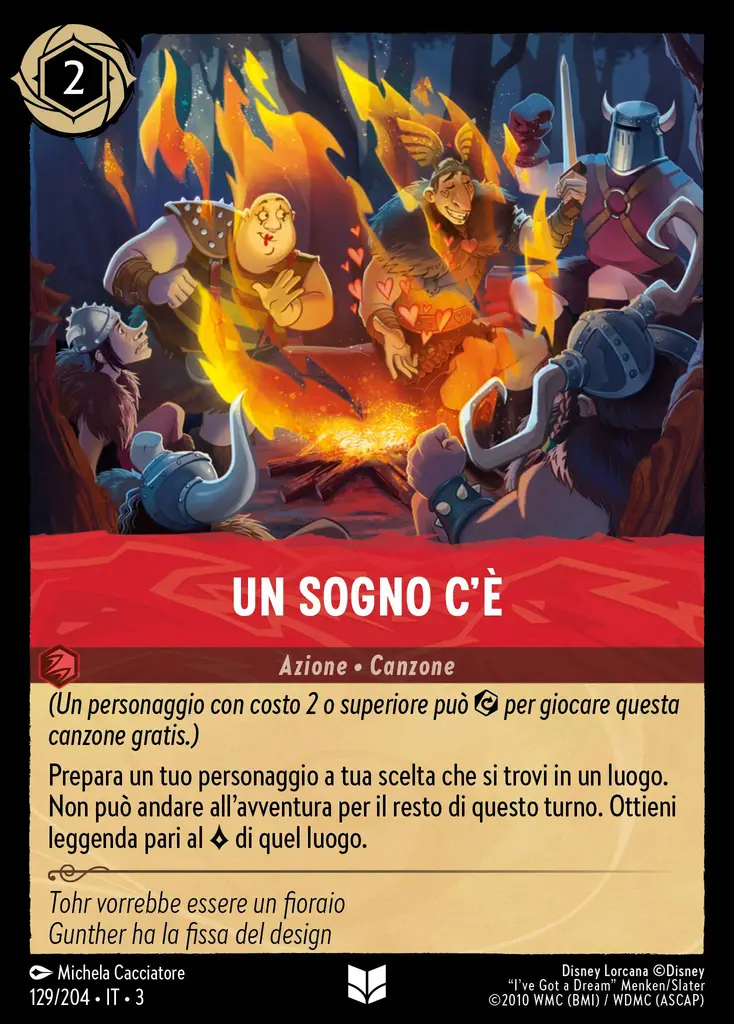 2
UN SOGNO C'È
Azione • Canzone
(Un personaggio con costo 2 o superiore può per giocare questa
canzone gratis.)
Prepara un tuo personaggio a tua scelta che si trovi in un luogo.
Non può andare all'avventura per il resto di questo turno. Ottieni
leggenda pari al di quel luogo.
Tohr vorrebbe essere un fioraio
Gunther ha la fissa del design
Michela Cacciatore
129/204 • IT • 3
Disney Lorcana ©Disney
"I've Got a Dream" Menken/Slater
©2010 WMC (BMI) / WDMC (ASCAP)